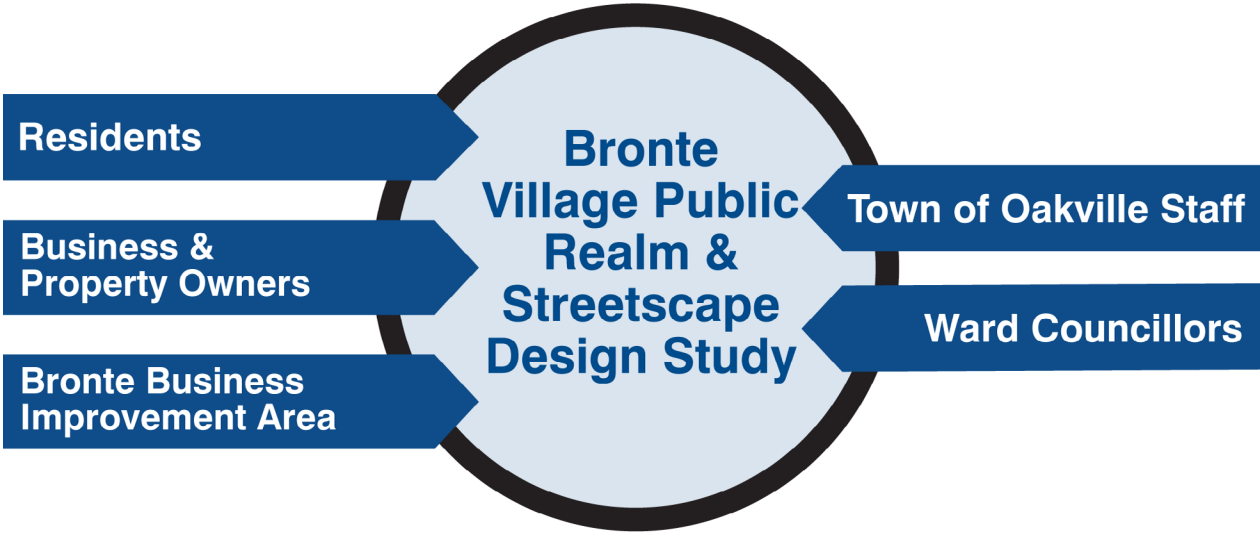 Residents
Business &
Property Owners
Bronte Business
Improvement Area
Bronte
Village Public
Realm &
Streetscape
Design Study
Town of Oakville Staff
Ward Councillors